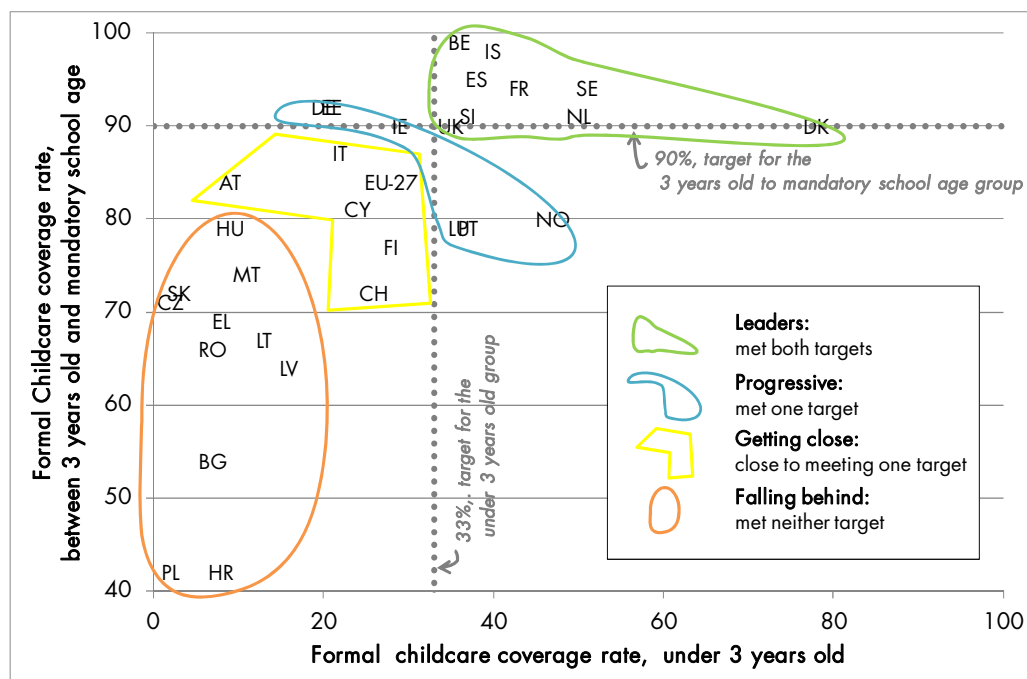 Formal Childcare coverage rate,
between 3 years old and mandatory school age
100
90
80
70
60
50
40
BE
IS
ES
FR
SE
SI
NL
UK
DK
DE
EE
IE
90%, target for the
3 years old to mandatory school age group
IT
AT
EU-27
CY
FI
CH
LU
PT
NO
HU
MT
SK
CZ
EL
RO
LT
LV
BG
PL
HR
33%,. target for the
under 3 years old group
Leaders:
met both targets
Progressive:
met one target
Getting close:
close to meeting one target
Falling behind:
met neither target
0
20
40
60
80
100
Formal childcare coverage rate, under 3 years old